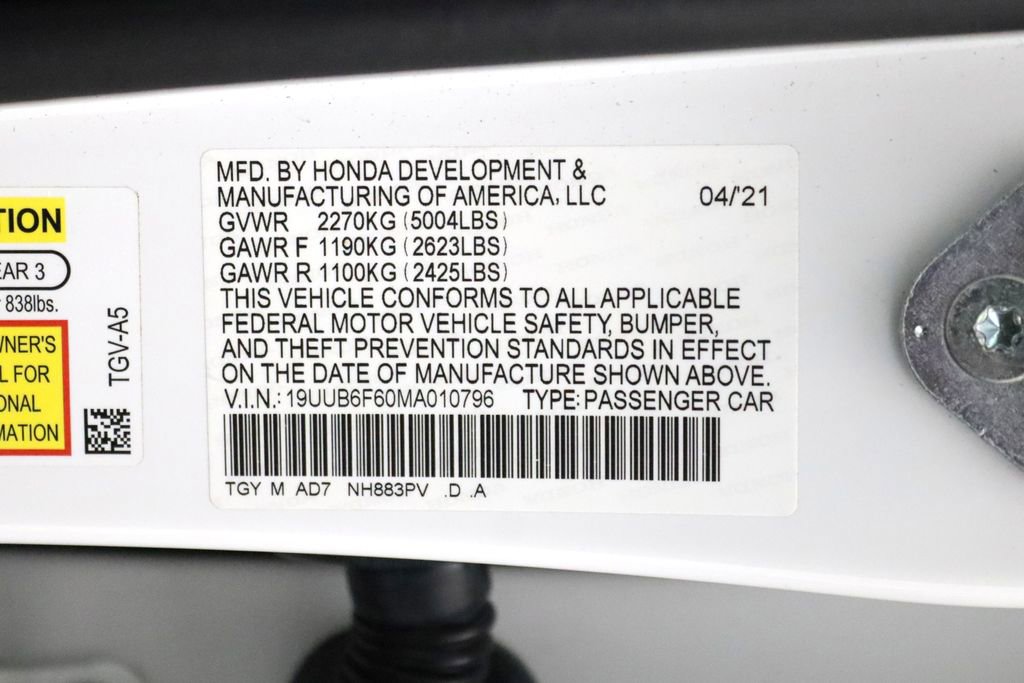 TION
EAR 3
838lbs.
WNER'S
L FOR
ONAL
MATION
TGV-A5
MFD. BY HONDA DEVELOPMENT &
MANUFACTURING OF AMERICA, LLC 04/'21
GVWR 2270KG (5004LBS)
GAWR F 1190KG (2623LBS)
GAWR R 1100KG (2425LBS)
THIS VEHICLE CONFORMS TO ALL APPLICABLE
FEDERAL MOTOR VEHICLE SAFETY, BUMPER,
AND THEFT PREVENTION STANDARDS IN EFFECT
ON THE DATE OF MANUFACTURE SHOWN ABOVE.
V.I.N.: 19UUB6F60MA010796 TYPE: PASSENGER CAR
TGY M AD7 NH883PV .D .A